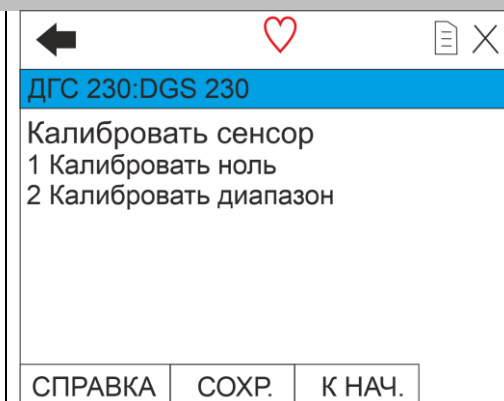 ДГС 230:DGS 230
Калибровать сенсор
1 Калибровать ноль
2 Калибровать диапазон
СПРАВКА СОХР. К НАЧ.